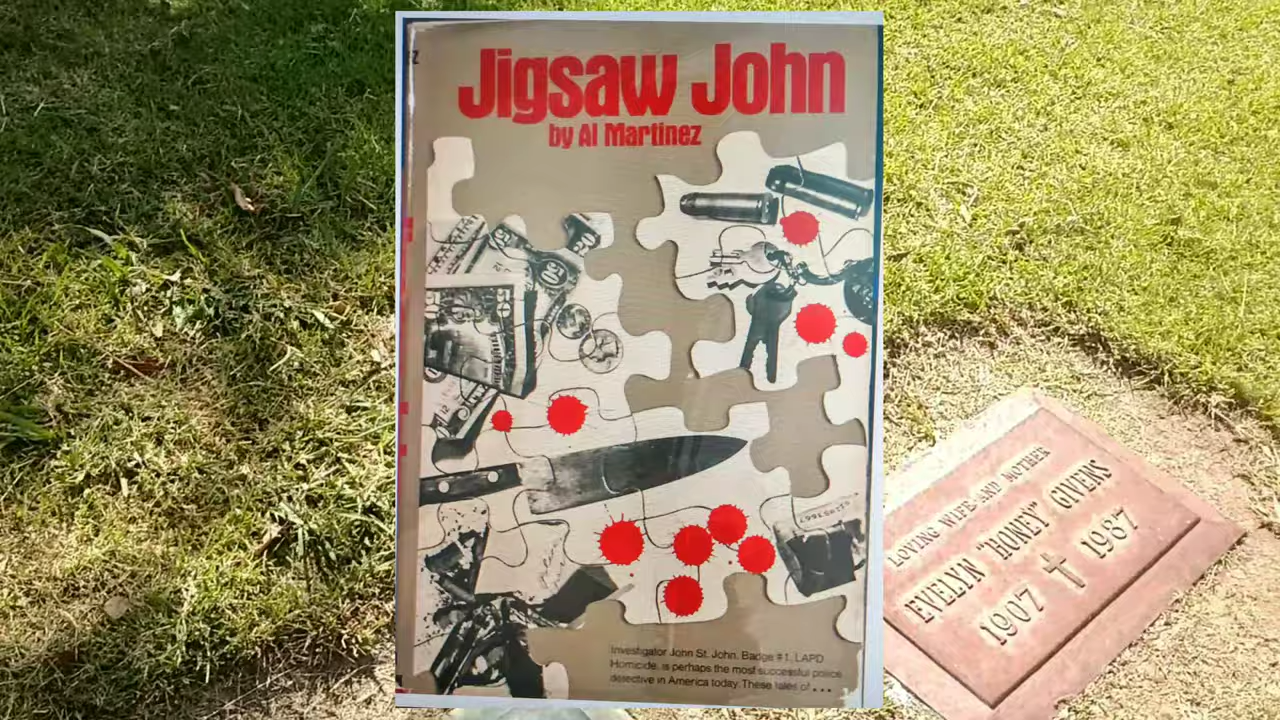 Jigsaw John
by Al Martinez
Investigator John St. John, Badge #1, LAPD
Homicide, is perhaps the most successful police
detective in America today. These tales of • • •
LOVING WIFE AND MOTHER
EVELYN "HONEY" GIVENS
1907 † 1987